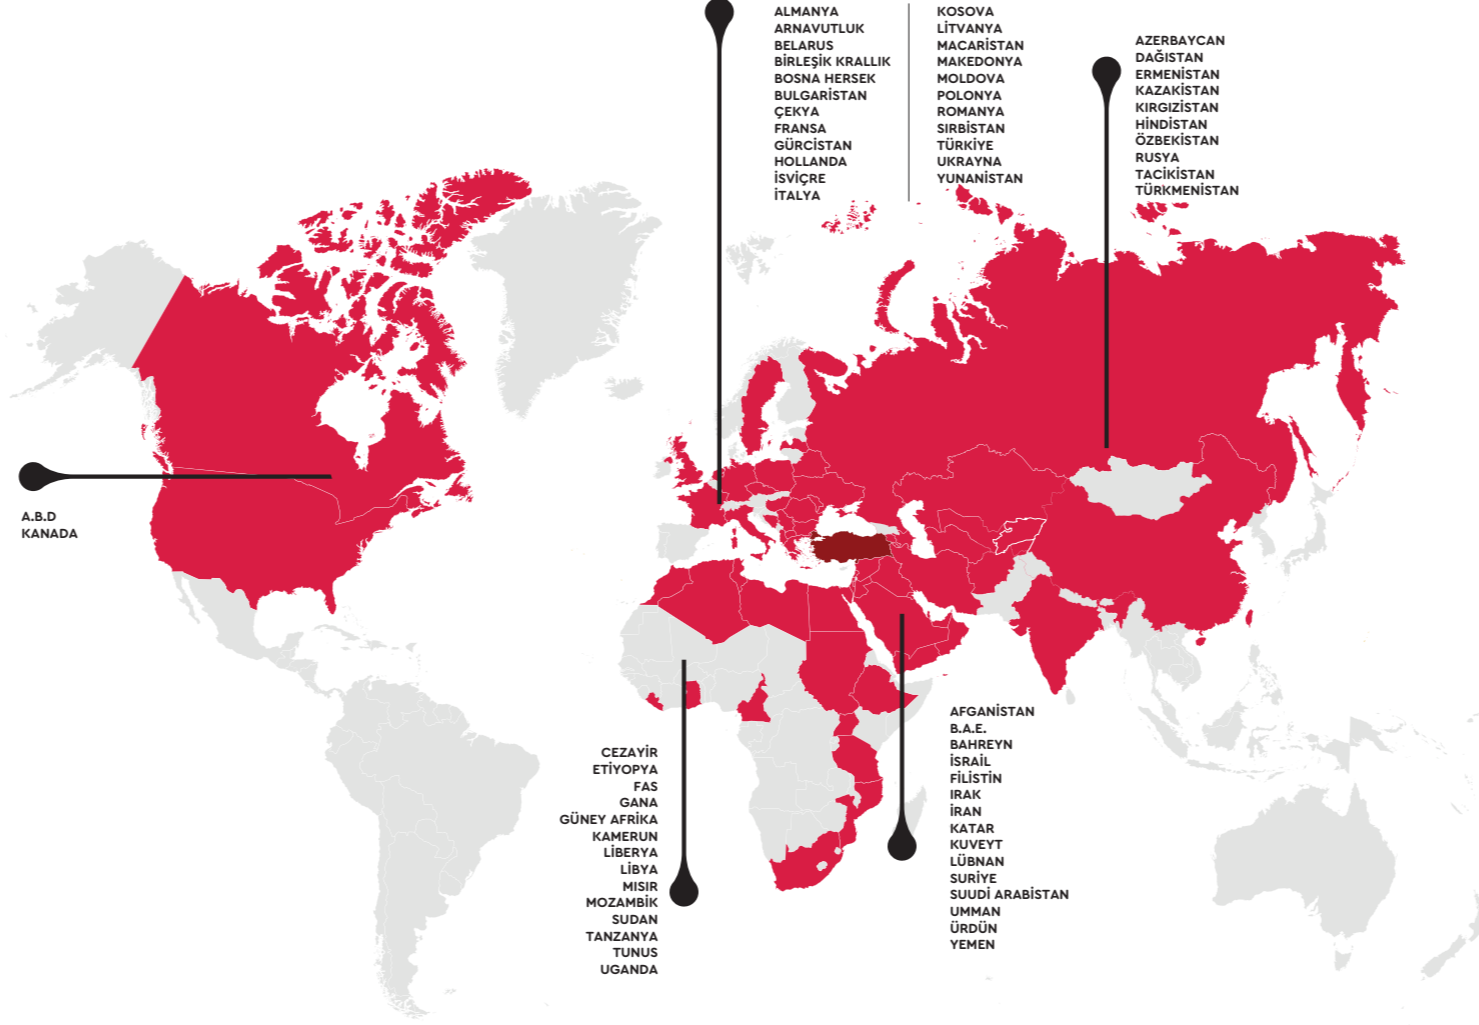 ALMANYA
ARNAVUTLUK
BELARUS
BİRLEŞİK KRALLIK
BOSNA HERSEK
BULGARİSTAN
ÇEKYA
FRANSA
GÜRCİSTAN
HOLLANDA
İSVİÇRE
İTALYA
KOSOVA
LİTVANYA
MACARİSTAN
MAKEDONYA
MOLDOVA
POLONYA
ROMANYA
SIRBİSTAN
TÜRKİYE
UKRAYNA
YUNANİSTAN
AZERBAYCAN
DAĞISTAN
ERMENİSTAN
KAZAKİSTAN
KIRGIZİSTAN
HİNDİSTAN
ÖZBEKİSTAN
RUSYA
TACİKİSTAN
TÜRKMENİSTAN
A.B.D
KANADA
CEZAYİR
ETİYOPYA
FAS
GANA
GÜNEY AFRİKA
KAMERUN
LİBERYA
LİBYA
MISIR
MOZAMBİK
SUDAN
TANZANYA
TUNUS
UGANDA
AFGANİSTAN
B.A.E.
BAHREYN
İSRAİL
FİLİSTİN
IRAK
İRAN
KATAR
KUVEYT
LÜBNAN
SURİYE
SUUDİ ARABİSTAN
UMMAN
ÜRDÜN
YEMEN